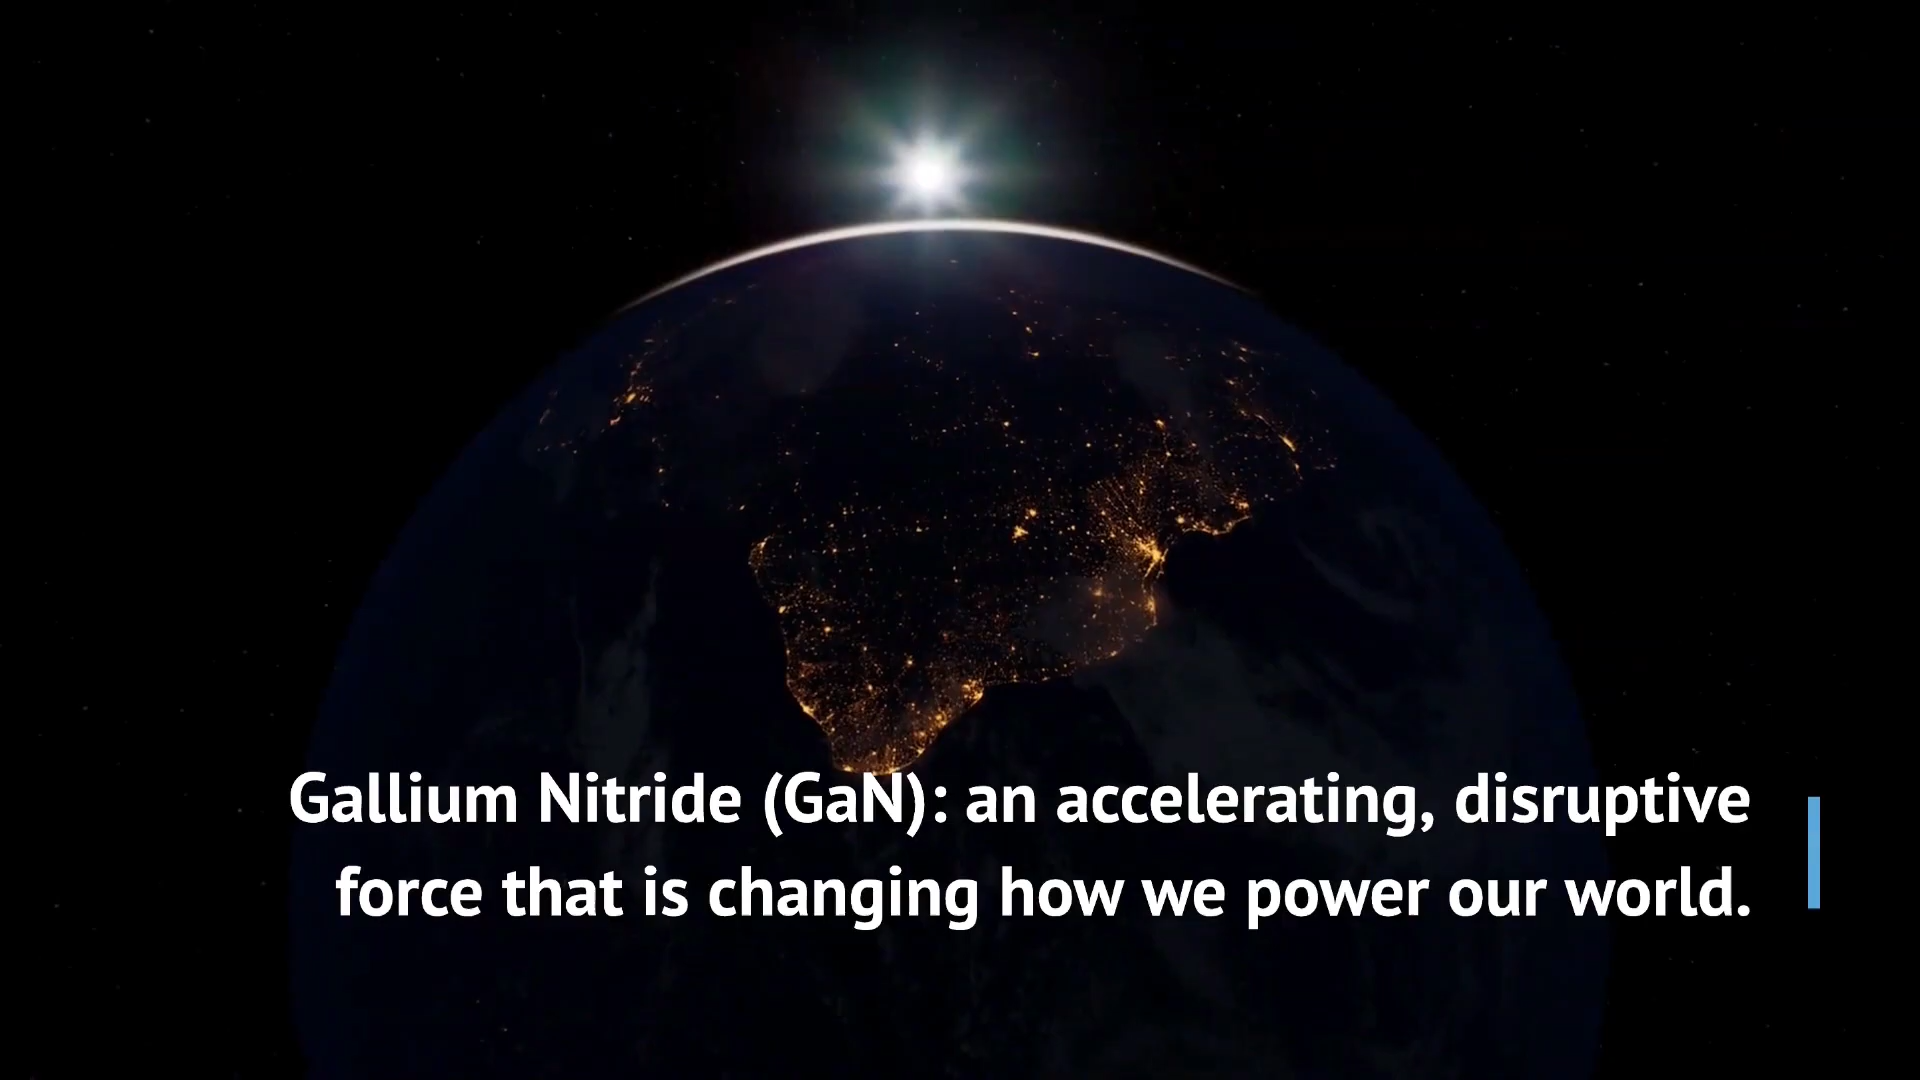 Gallium Nitride (GaN): an accelerating, disruptive
force that is changing how we power our world.